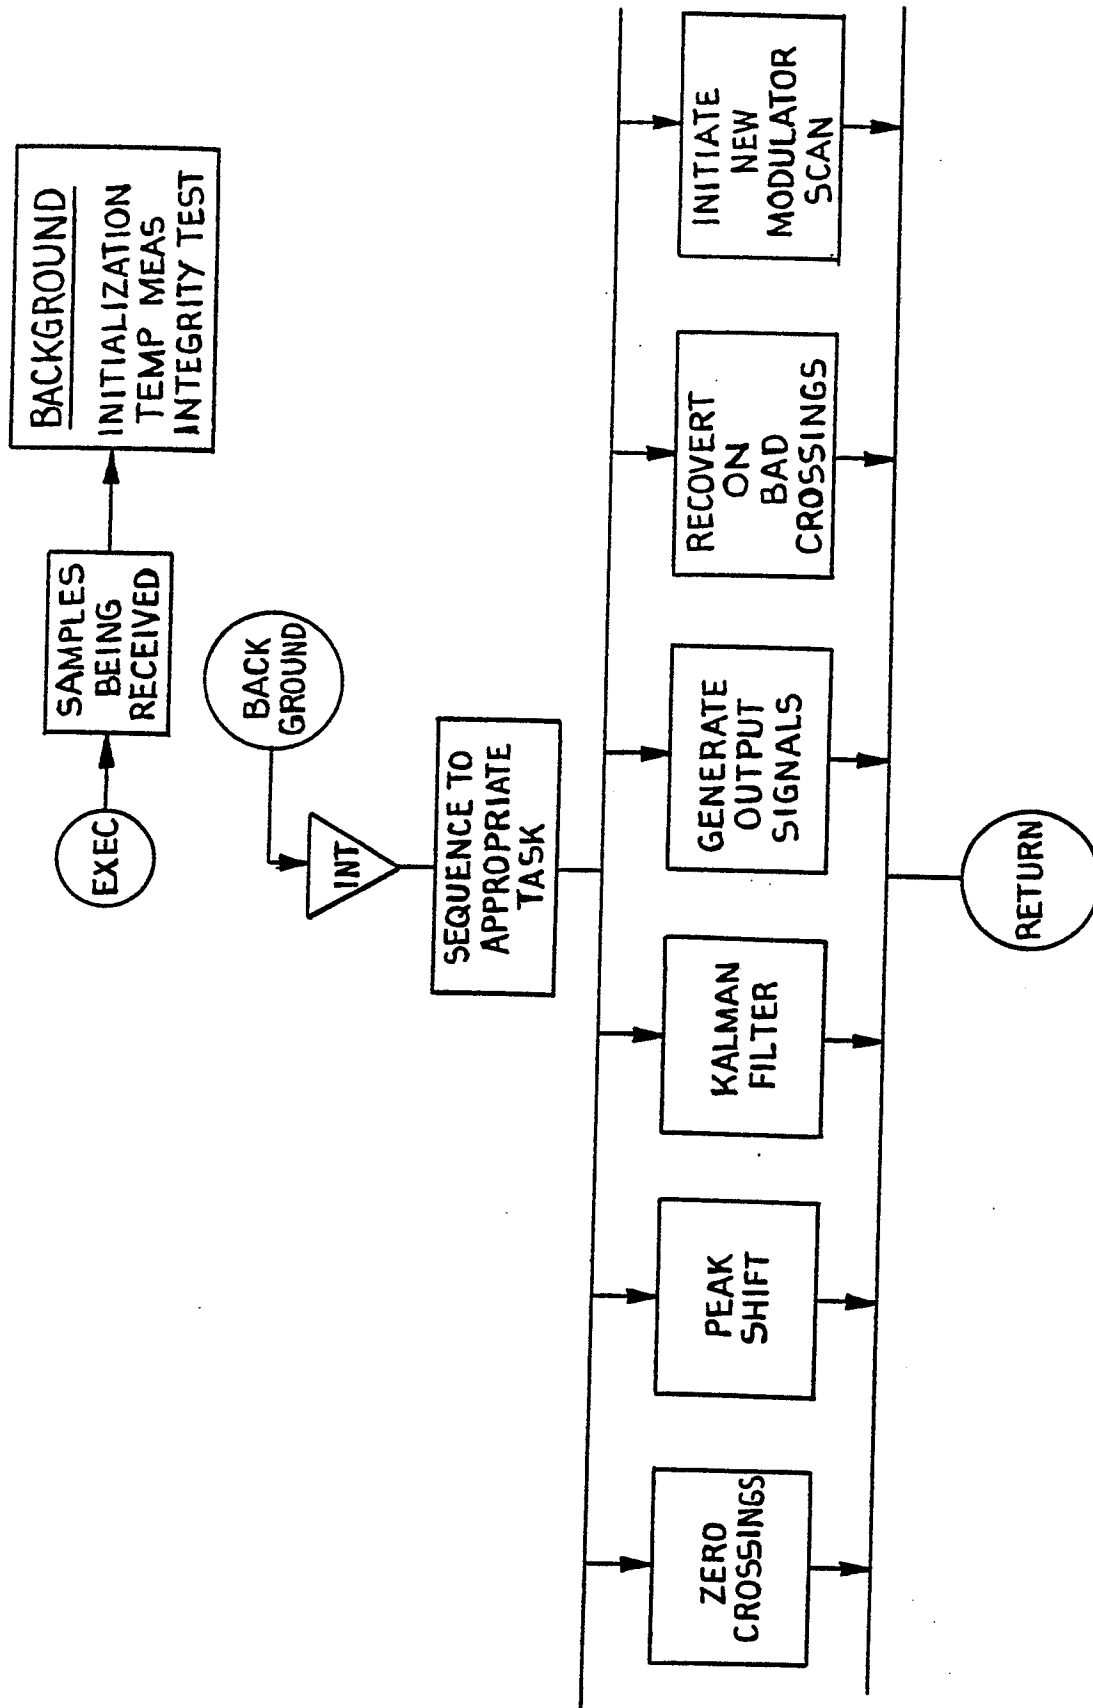 EXEC
SAMPLES
BEING
RECEIVED
BACKGROUND
INITIALIZATION
TEMP MEAS
INTEGRITY TEST
BACK
GROUND
INT
SEQUENCE TO
APPROPRIATE
TASK
ZERO
CROSSINGS
PEAK
SHIFT
KALMAN
FILTER
GENERATE
OUTPUT
SIGNALS
RECOVERT
ON
BAD
CROSSINGS
INITIATE
NEW
MODULATOR
SCAN
RETURN